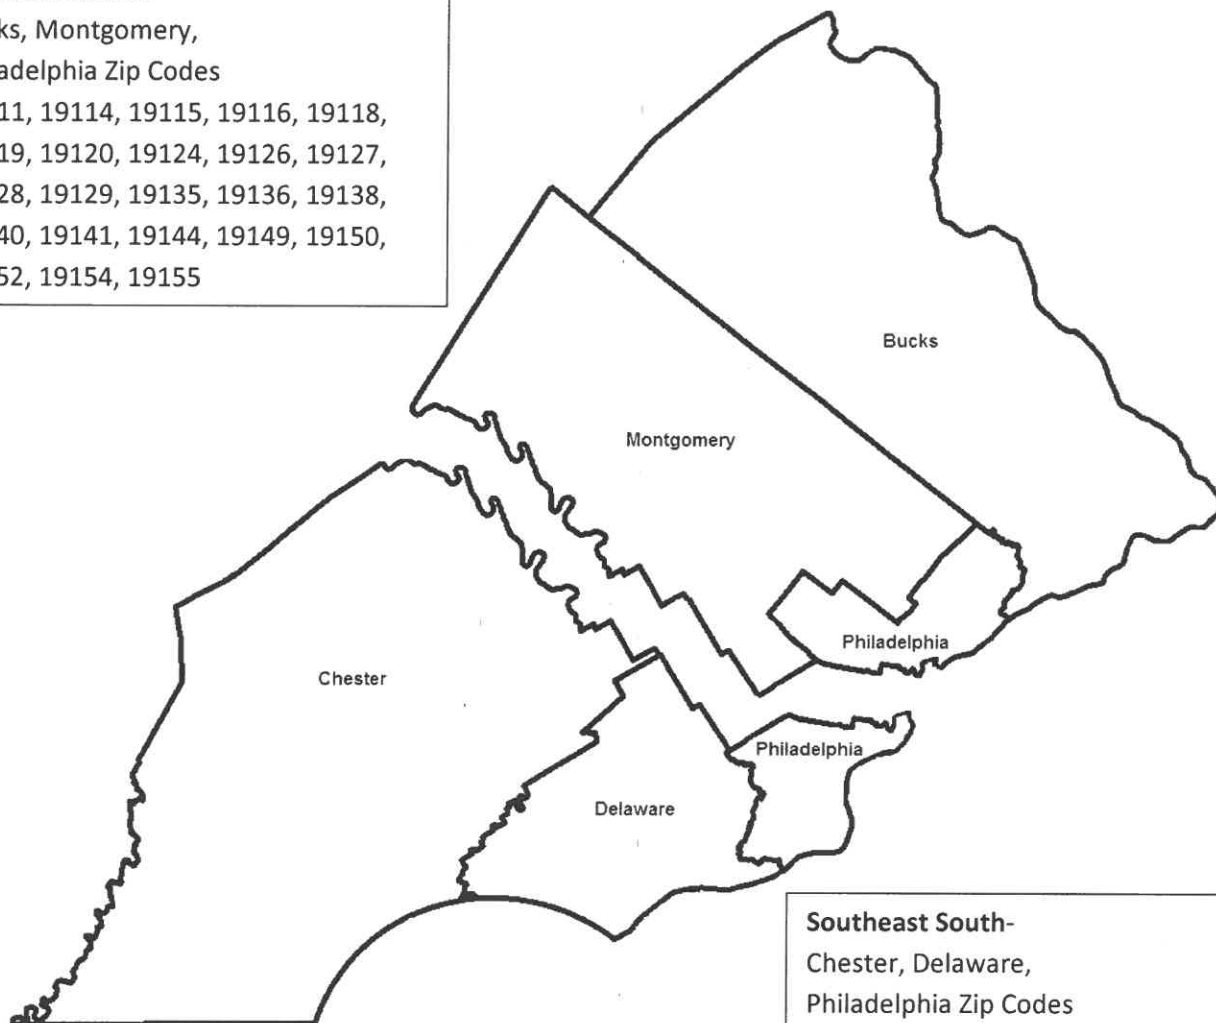 ks, Montgomery,
adelphia Zip Codes
11, 19114, 19115, 19116, 19118,
19, 19120, 19124, 19126, 19127,
28, 19129, 19135, 19136, 19138,
40, 19141, 19144, 19149, 19150,
52, 19154, 19155
Bucks
Montgomery
Philadelphia
Chester
Philadelphia
Delaware
Southeast South-
Chester, Delaware,
Philadelphia Zip Codes